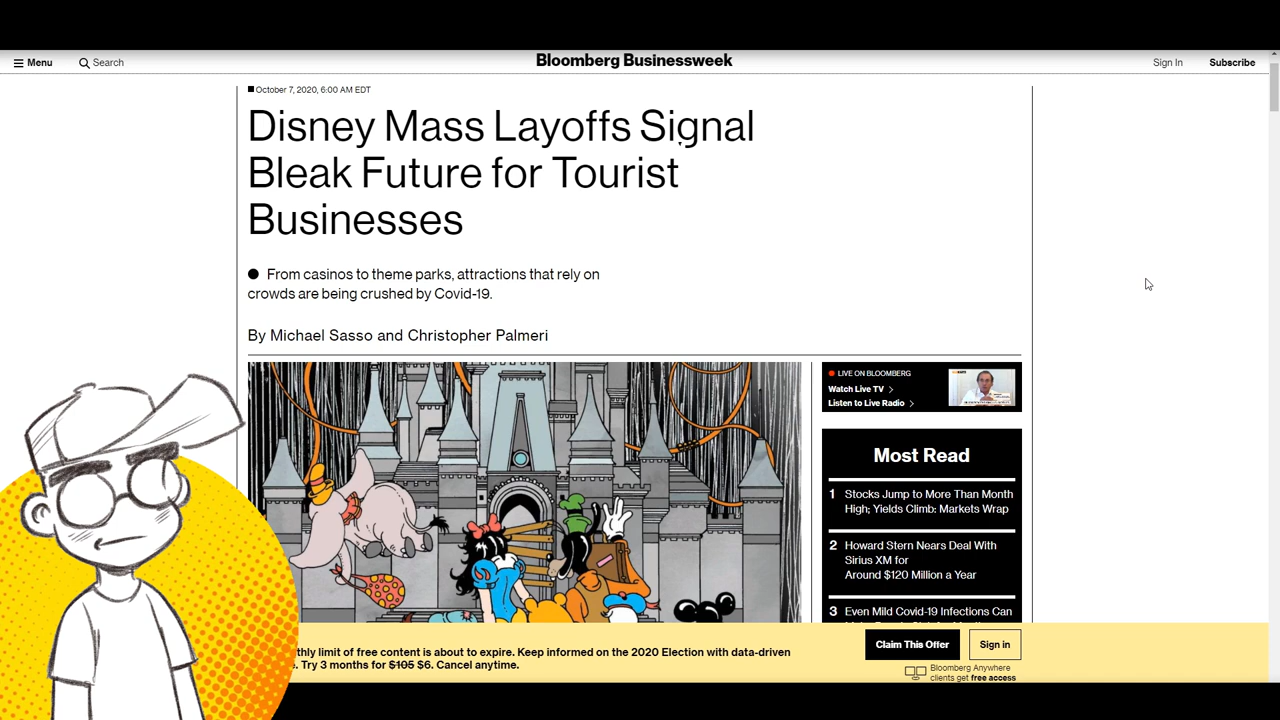 Menu
Search
Bloomberg Businessweek
Sign In
Subscribe
October 7, 2020, 6:00 AM EDT
Disney Mass Layoffs Signal
Bleak Future for Tourist
Businesses
From casinos to theme parks, attractions that rely on
crowds are being crushed by Covid-19.
By Michael Sasso and Christopher Palmeri
LIVE ON BLOOMBERG
Watch Live TV
Listen to Live Radio
Most Read
1 Stocks Jump to More Than Month
High; Yields Climb: Markets Wrap
2 Howard Stern Nears Deal With
Sirius XM for
Around $120 Million a Year
3 Even Mild Covid-19 Infections Can
thly limit of free content is about to expire. Keep informed on the 2020 Election with data-driven
. Try 3 months for $105 $6. Cancel anytime.
Claim This Offer
Sign in
Bloomberg Anywhere
clients get free access